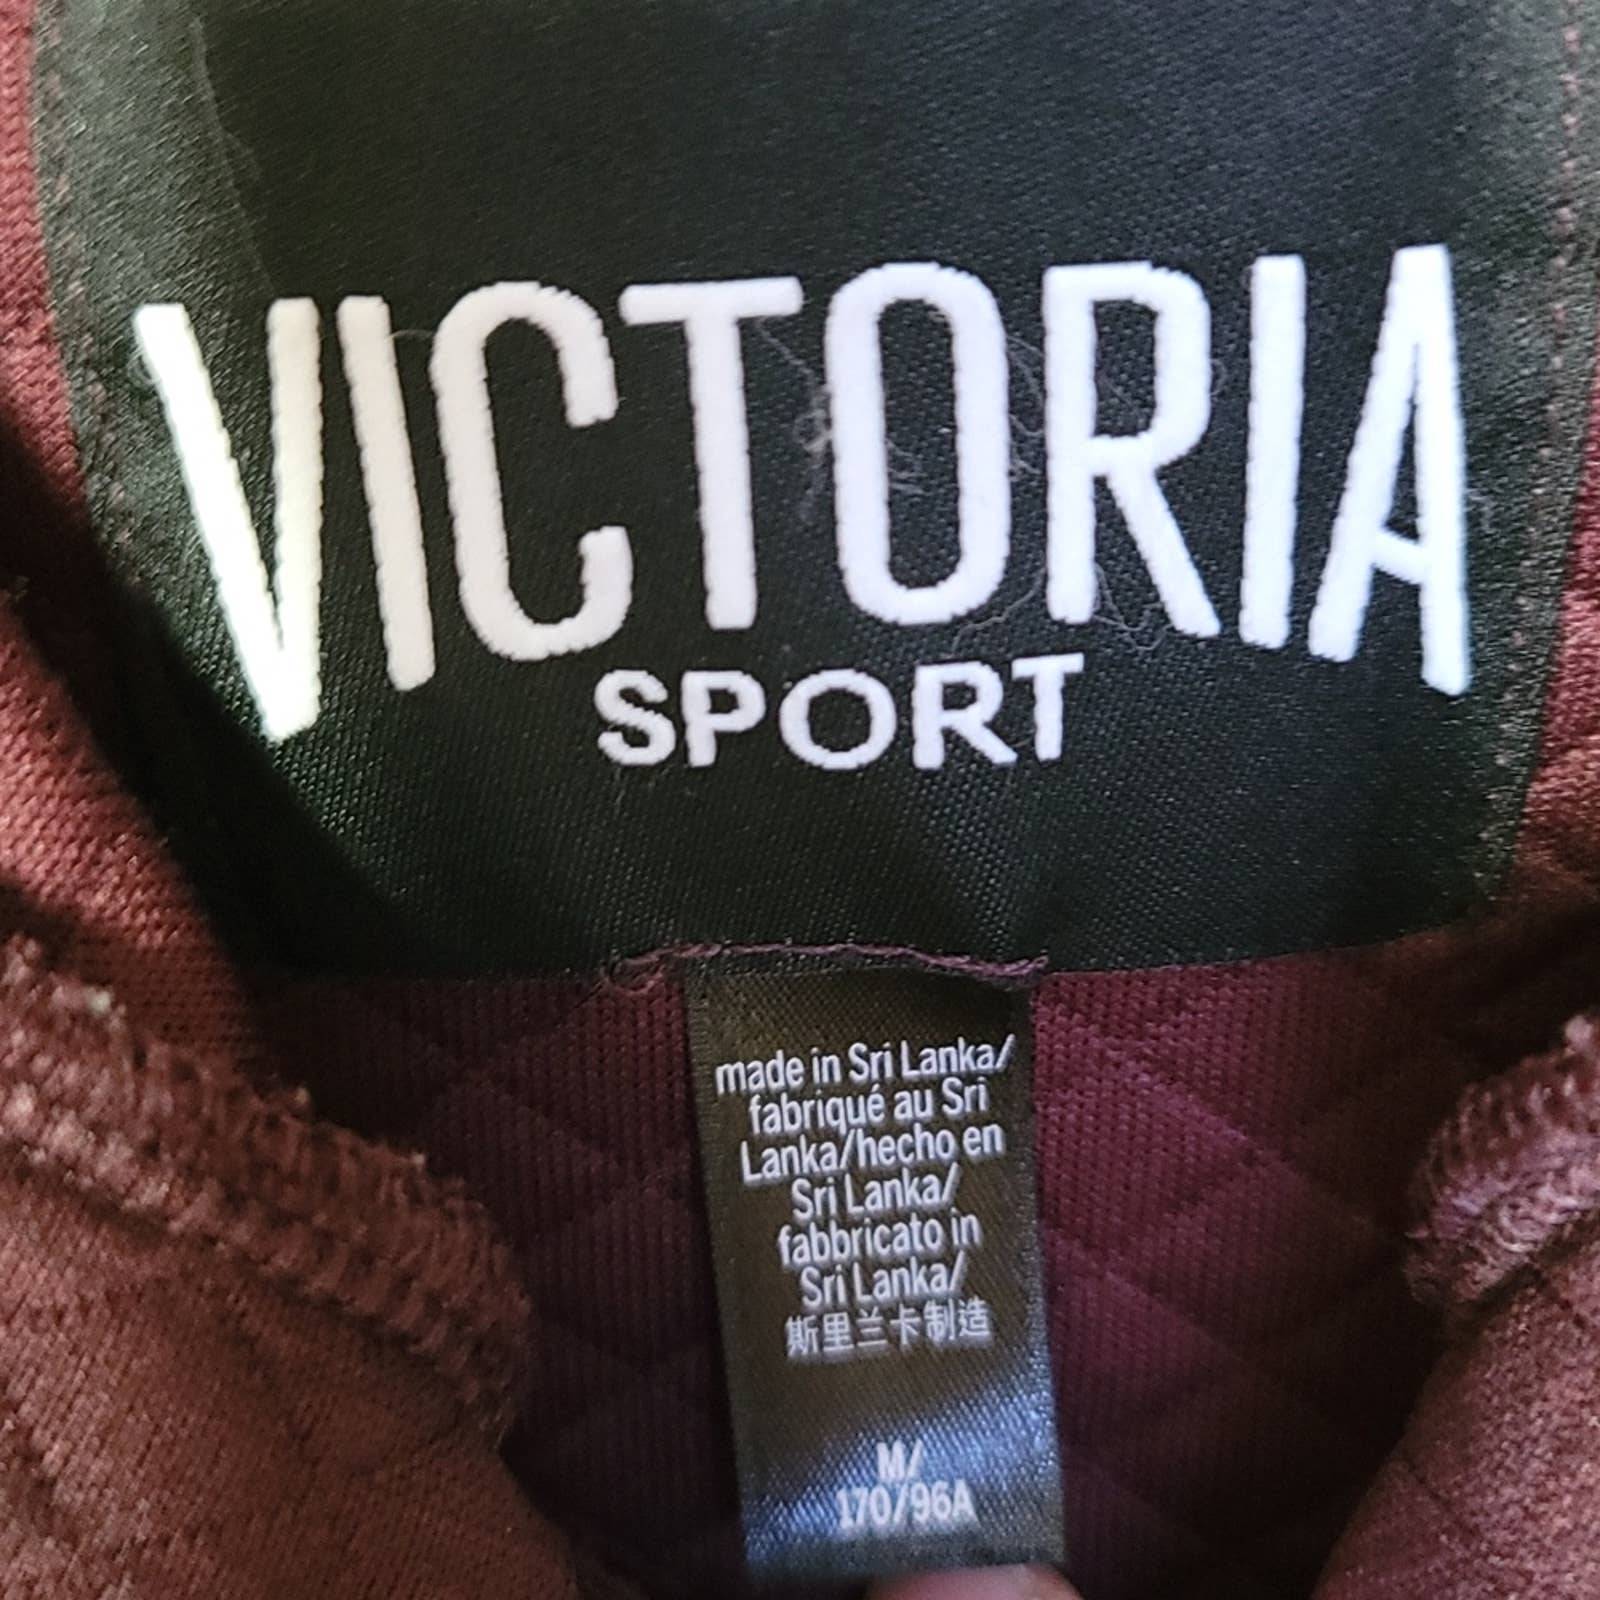 VICTORIA
SPORT
made in Sri Lanka/
fabriqué au Sri
Lanka/hecho en
Sri Lanka/
fabbricato in
Sri Lanka/
斯里兰卡制造
M/
170/96A